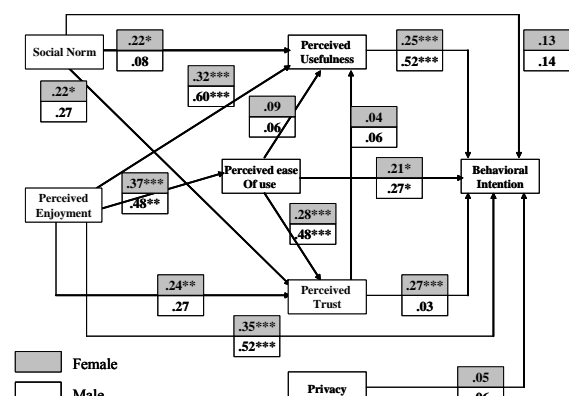 .22*
.08
.25***
.52***
.13
.14
Social Norm
Perceived
Usefulness
.32***
.60***
.22*
.27
.09
.06
.04
.06
.37***
.48**
Perceived ease
Of use
.21*
.27*
Behavioral
Intention
Perceived
Enjoyment
.28***
.48***
.24**
.27
Perceived
Trust
.27***
.03
.35***
.52***
Female
Male
Privacy
.05
.06